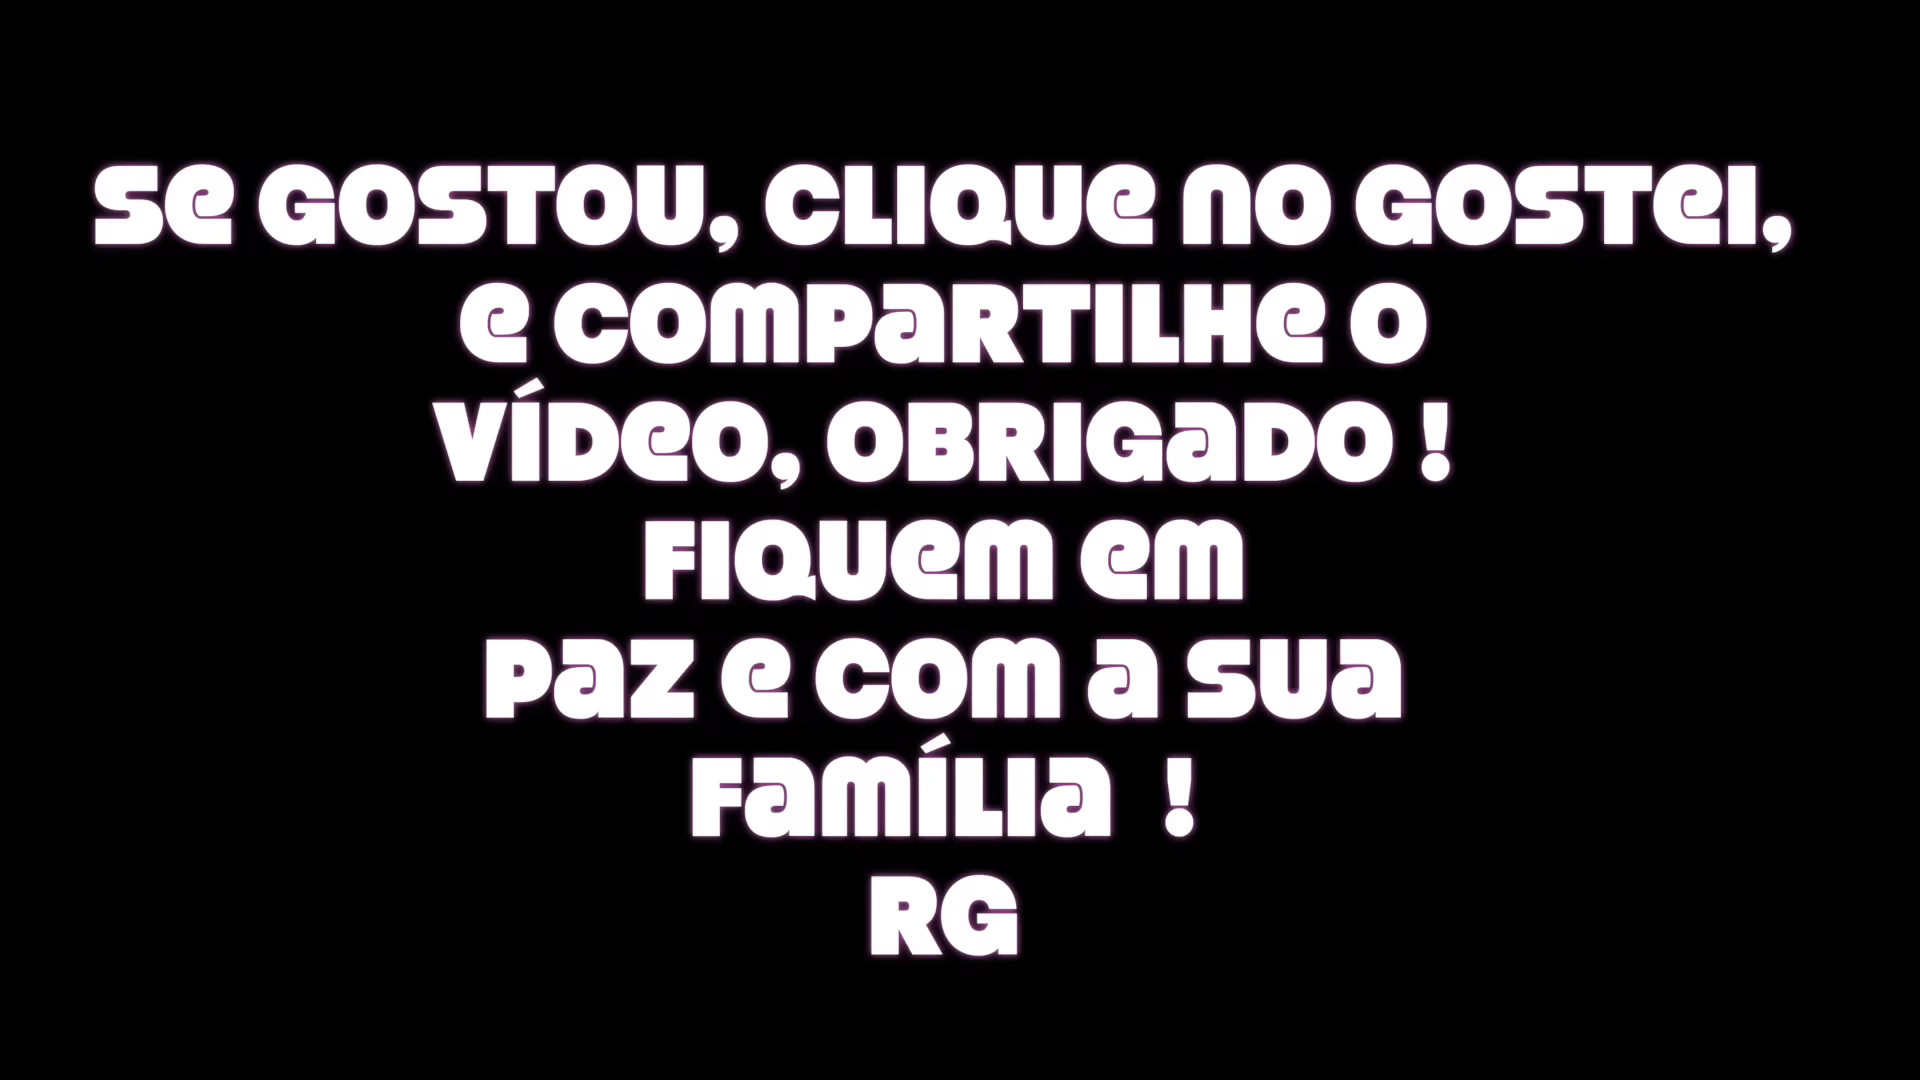 Se GOSTOU, CLIQUe nO GOSTeI,
e COmPaRTILHe O
VÍDeO, OBRIGaDO !
FIQUem em
Paz e COm a SUa
FamÍLIa  !
RG